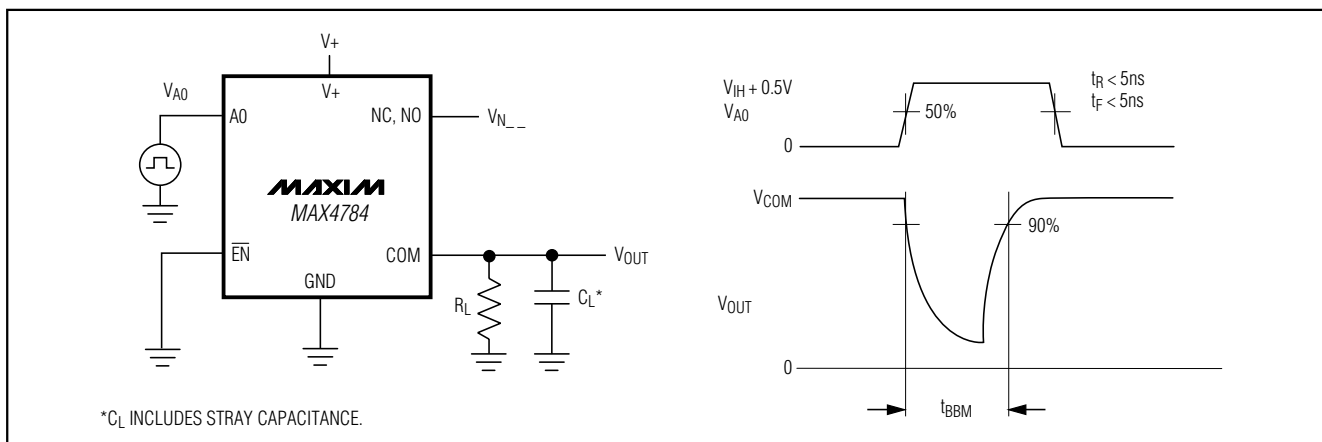 V+
V+
VA0
A0
NC, NO
VN_ _
MAXIM
MAX4784
EN
COM
VOUT
GND
RL
CL*
*CL INCLUDES STRAY CAPACITANCE.
VIH + 0.5V
VA0
0
50%
tR < 5ns
tF < 5ns
VCOM
90%
VOUT
0
tBBM